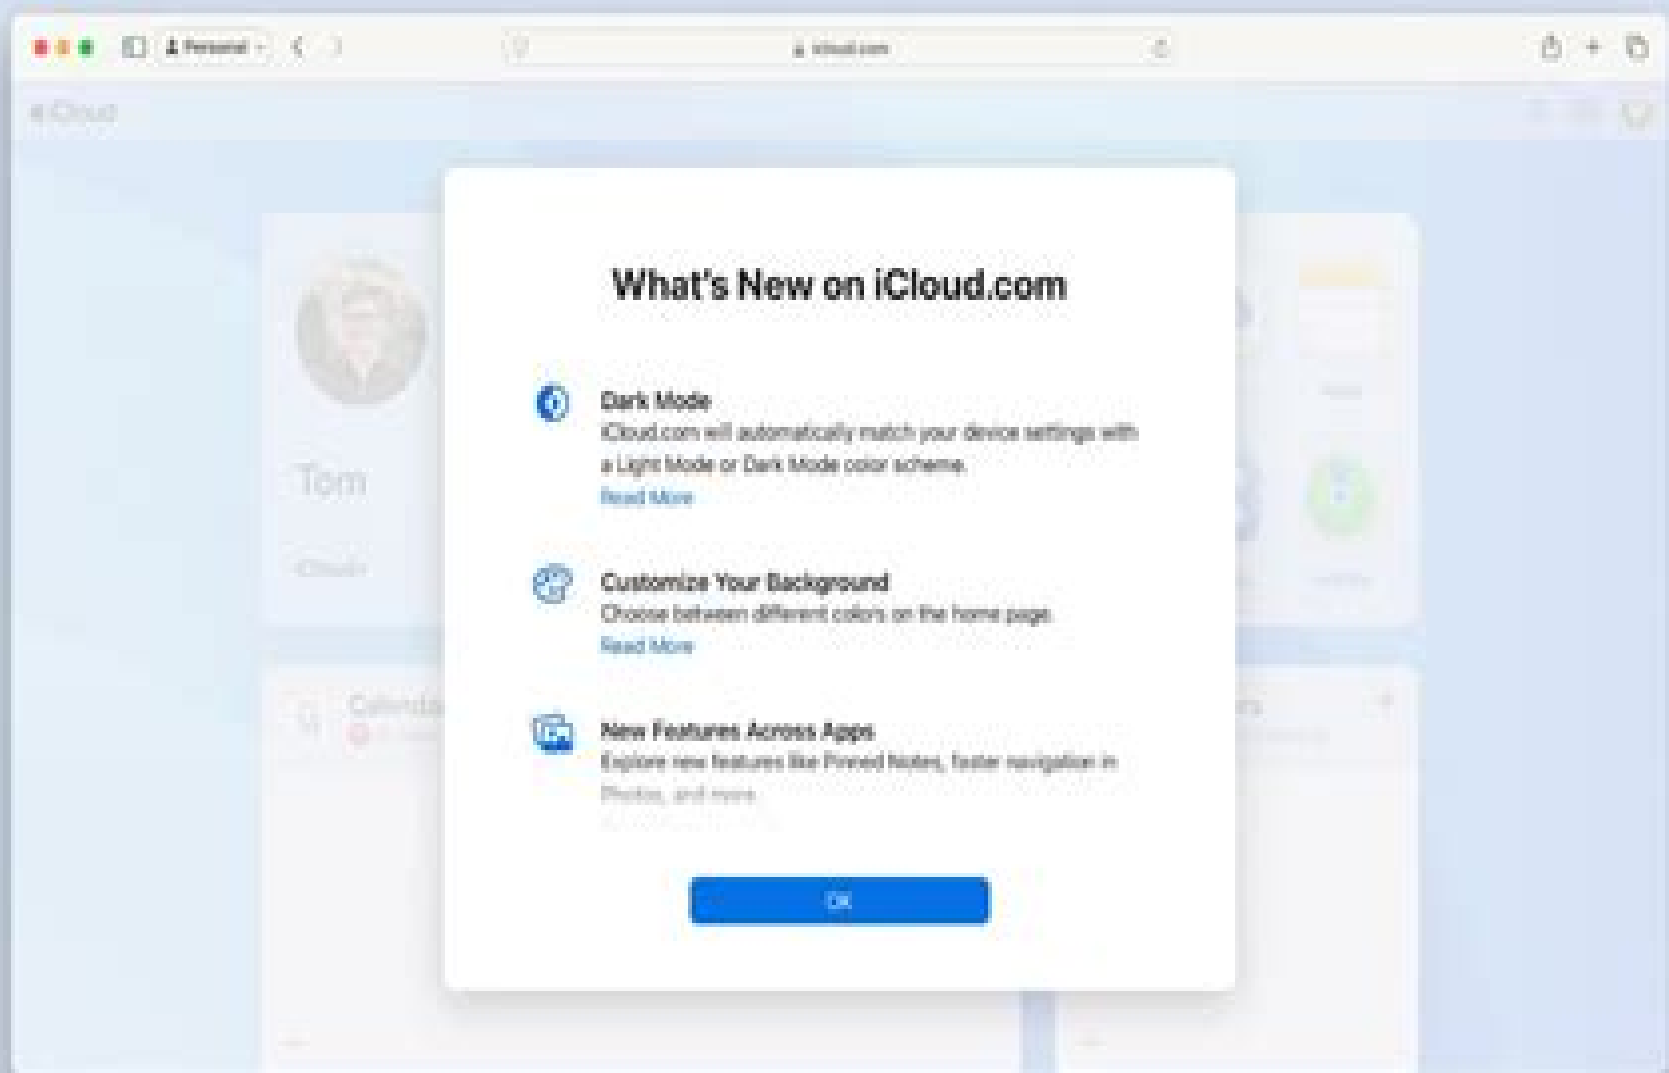 Personal
icloud.com
iCloud
What's New on iCloud.com
Dark Mode
iCloud.com will automatically match your device settings with
a Light Mode or Dark Mode color scheme.
Read More
Customize Your Background
Choose between different colors on the home page.
Read More
New Features Across Apps
Explore new features like Pinned Notes, faster navigation in
Photos, and more.
OK
Tom